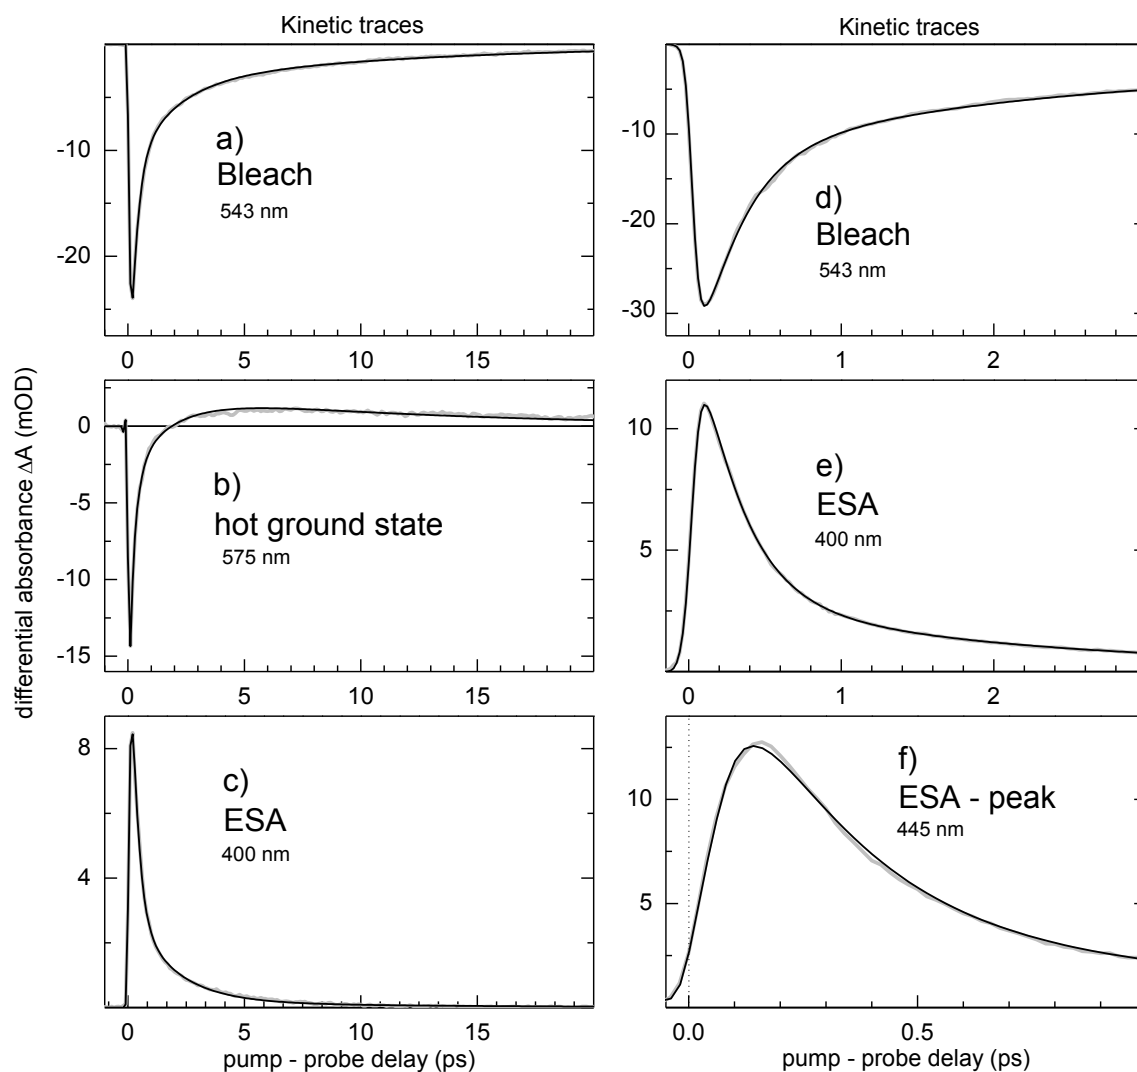 Kinetic traces
Kinetic traces
differential absorbance ΔA (mOD)
-10
-20
a)
Bleach
543 nm
0 5 10 15
-10
-20
-30
d)
Bleach
543 nm
0 1 2
0
-5
-10
-15
b)
hot ground state
575 nm
0 5 10 15
10
5
e)
ESA
400 nm
0 1 2
8
4
c)
ESA
400 nm
0 5 10 15
pump - probe delay (ps)
10
5
f)
ESA - peak
445 nm
0.0 0.5
pump - probe delay (ps)